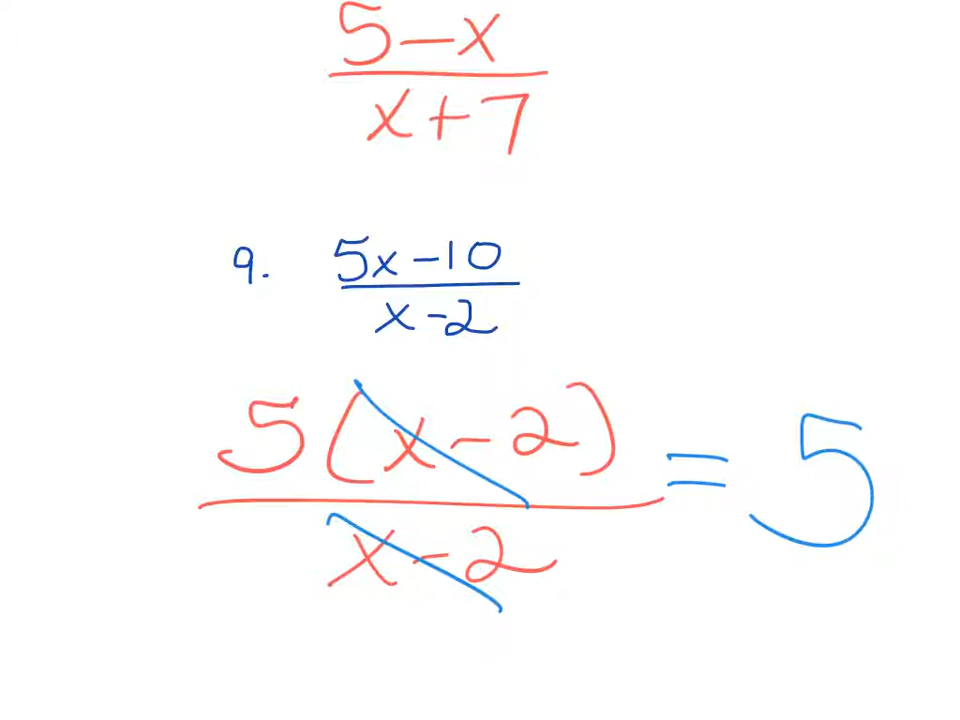 5-x
x+7
9. 5x-10
x-2
5(x-2)
x-2
=5